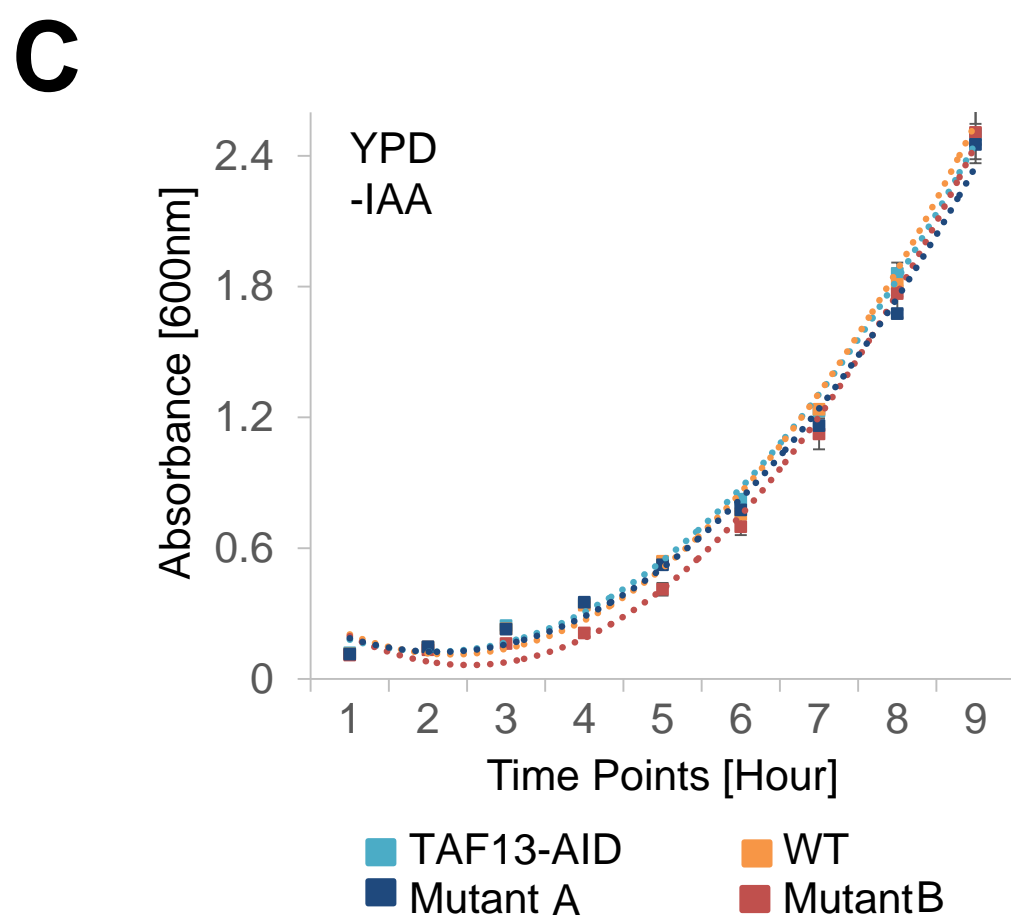 C
YPD
-IAA
Absorbance [600nm]
2.4
1.8
1.2
0.6
0
1 2 3 4 5 6 7 8 9
Time Points [Hour]
TAF13-AID WT
Mutant A MutantB